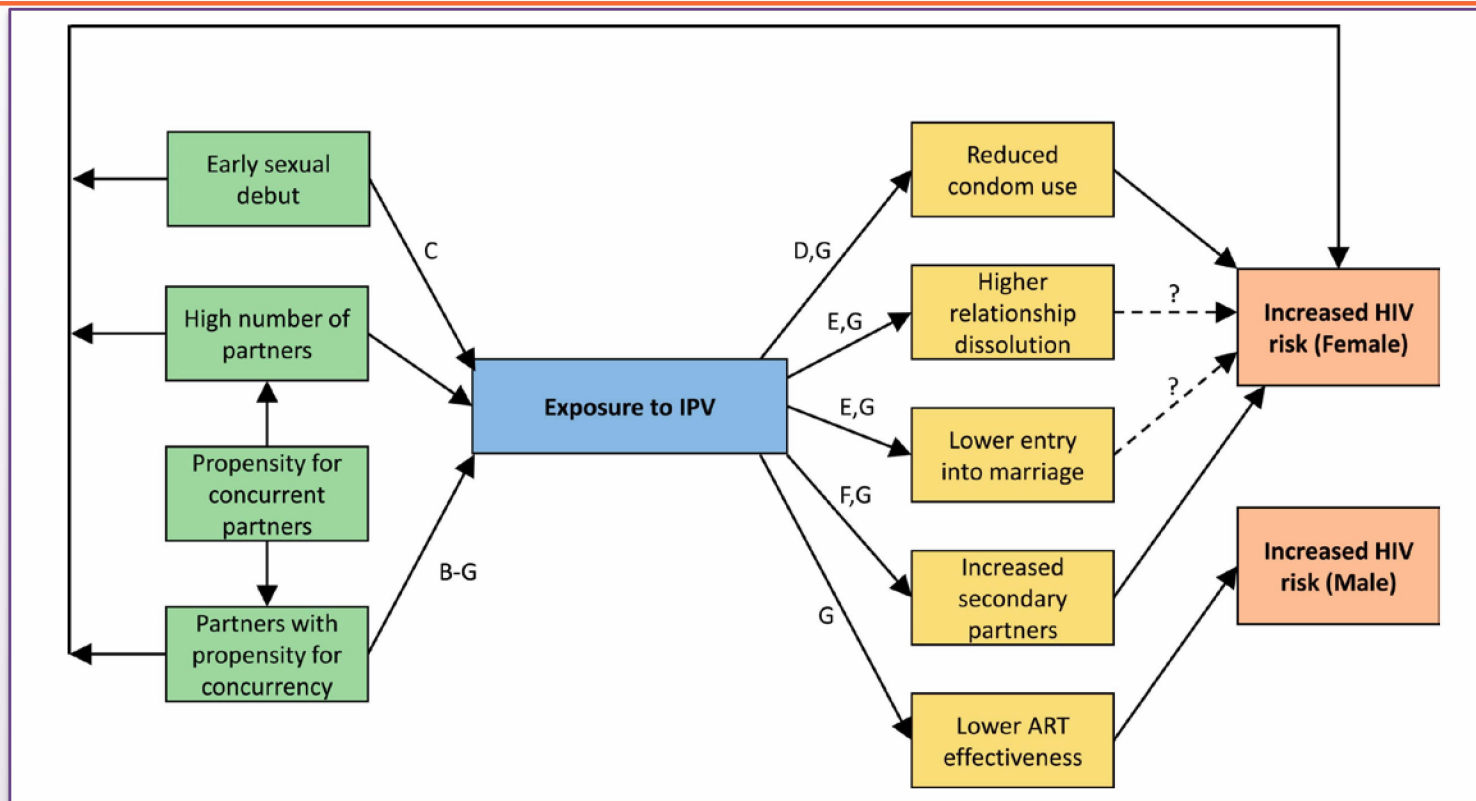 Early sexual
debut
High number of
partners
Propensity for
concurrent
partners
Partners with
propensity for
concurrency
C
B-G
Exposure to IPV
D,G
E,G
E,G
F,G
G
Reduced
condom use
Higher
relationship
dissolution
Lower entry
into marriage
Increased
secondary
partners
Lower ART
effectiveness
?
?
Increased HIV
risk (Female)
Increased HIV
risk (Male)